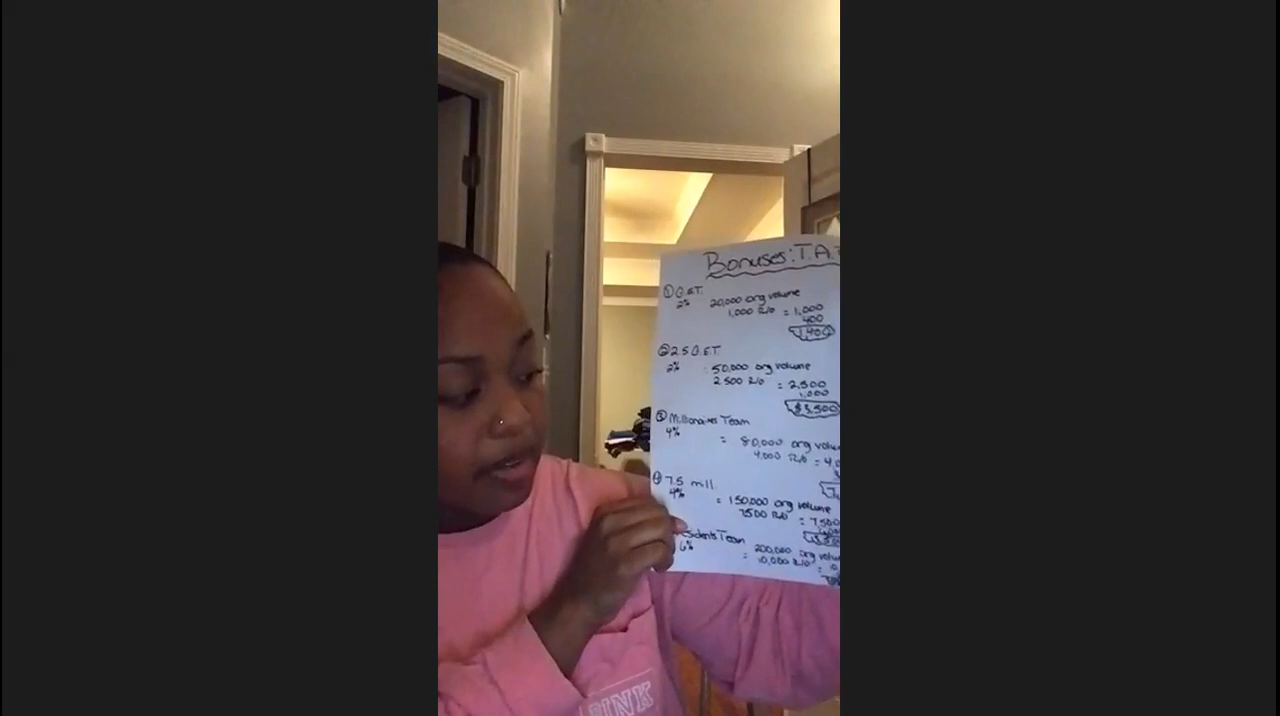 Bonuses: T.A.
① G.E.T.
2% 20,000 org volume
1,000 R/O = 1,000
400
1,400
② 2.5 G.E.T.
2% = 50,000 org volume
2,500 R/O = 2,500
1,000
$3,500
③ Millionaires Team
4% = 80,000 org volu
4,000 R/O = 4,0
④ 7.5 mill.
4% = 150,000 org volume
7500 R/O = 7,500
sidents Team
6% = 200,000 org volu
10,000 R/O = 10,
PINK